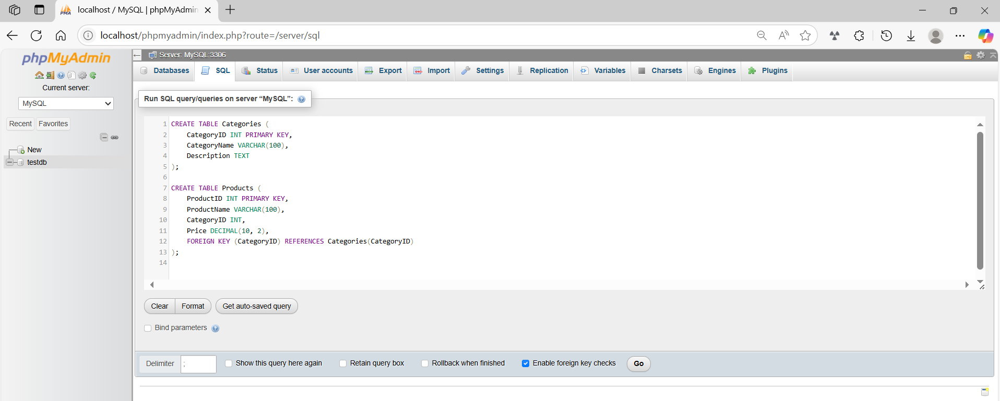 localhost / MySQL | phpMyAdmin
localhost/phpmyadmin/index.php?route=/server/sql
phpMyAdmin
Current server:
MySQL
Recent
Favorites
New
testdb
Server: MySQL:3306
Databases
SQL
Status
User accounts
Export
Import
Settings
Replication
Variables
Charsets
Engines
Plugins
Run SQL query/queries on server “MySQL”:
1 CREATE TABLE Categories (
2 CategoryID INT PRIMARY KEY,
3 CategoryName VARCHAR(100),
4 Description TEXT
5 );
6
7 CREATE TABLE Products (
8 ProductID INT PRIMARY KEY,
9 ProductName VARCHAR(100),
10 CategoryID INT,
11 Price DECIMAL(10, 2),
12 FOREIGN KEY (CategoryID) REFERENCES Categories(CategoryID)
13 );
14
Clear
Format
Get auto-saved query
Bind parameters
Delimiter ;
Show this query here again
Retain query box
Rollback when finished
Enable foreign key checks
Go